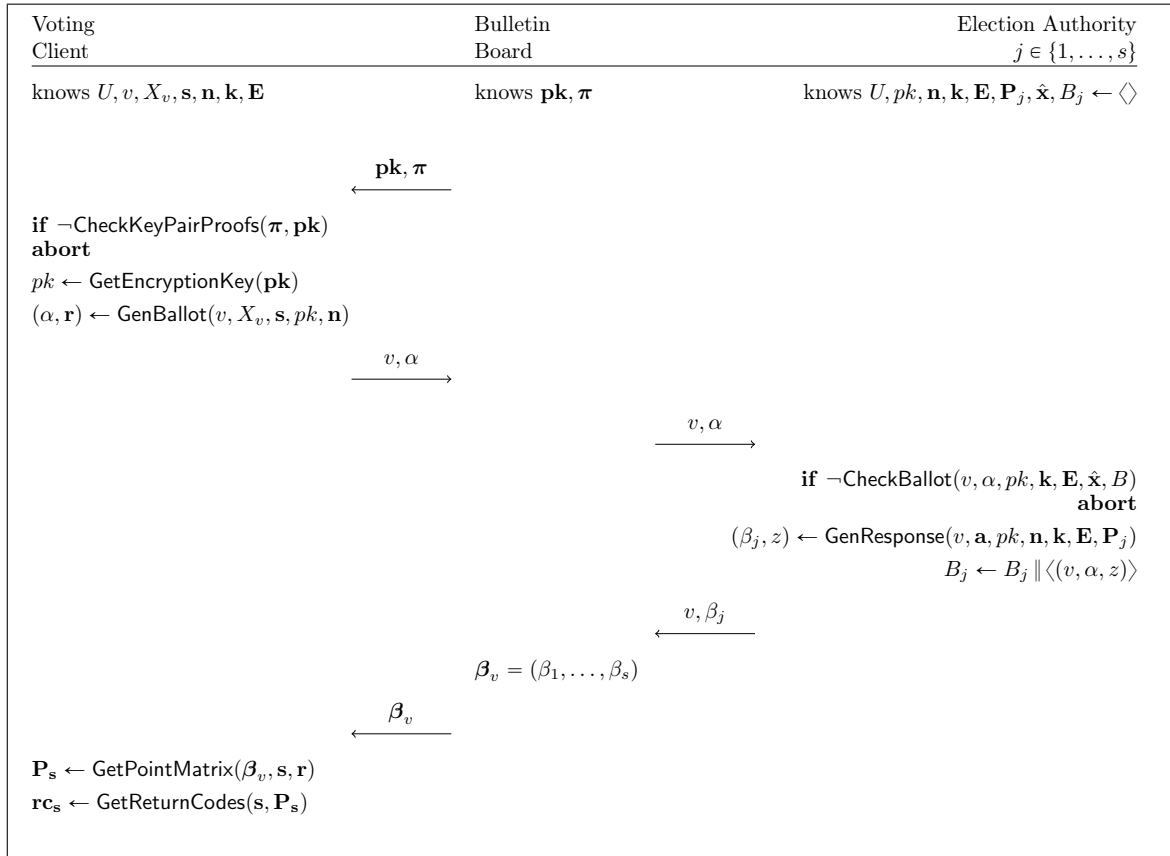 Voting Bulletin Election Authority
Client Board j ∈ {1, . . . , s}
knows U, v, X_v, s, n, k, E knows pk, π knows U, pk, n, k, E, P_j, x̂, B_j ← ⟨⟩
pk, π
if ¬CheckKeyPairProofs(π, pk)
abort
pk ← GetEncryptionKey(pk)
(α, r) ← GenBallot(v, X_v, s, pk, n)
v, α
v, α
if ¬CheckBallot(v, α, pk, k, E, x̂, B)
abort
(β_j, z) ← GenResponse(v, a, pk, n, k, E, P_j)
B_j ← B_j ∥ ⟨(v, α, z)⟩
v, β_j
β_v = (β_1, . . . , β_s)
β_v
P_s ← GetPointMatrix(β_v, s, r)
rc_s ← GetReturnCodes(s, P_s)